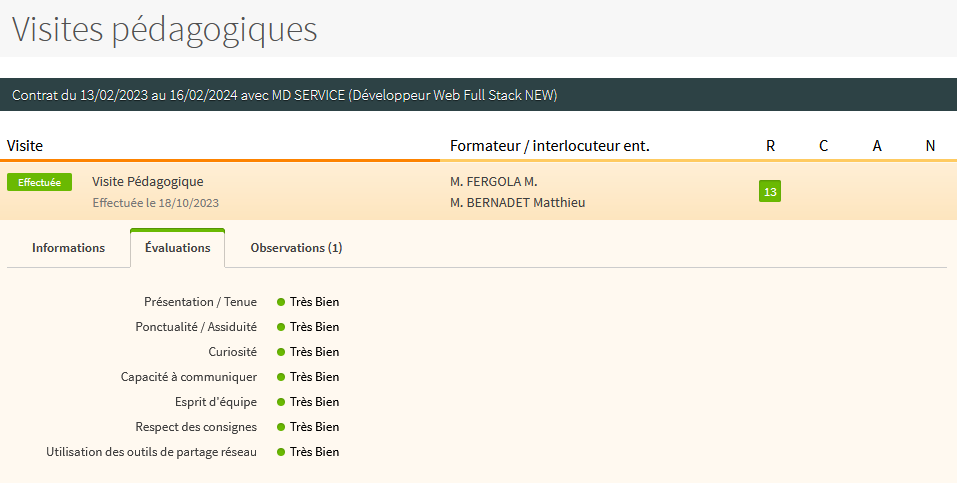 Visites pédagogiques
Contrat du 13/02/2023 au 16/02/2024 avec MD SERVICE (Développeur Web Full Stack NEW)
Visite Formateur / interlocuteur ent. R C A N
Effectuée Visite Pédagogique M. FERGOLA M. 13
Effectuée le 18/10/2023 M. BERNADET Matthieu
Informations Évaluations Observations (1)
Présentation / Tenue Très Bien
Ponctualité / Assiduité Très Bien
Curiosité Très Bien
Capacité à communiquer Très Bien
Esprit d'équipe Très Bien
Respect des consignes Très Bien
Utilisation des outils de partage réseau Très Bien